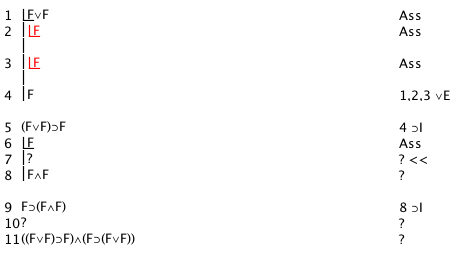 1 F∨F Ass
2 F Ass
3 F Ass
4 F 1,2,3 ∨E
5 (F∨F)⊃F 4 ⊃I
6 F Ass
7 ? ? <<
8 F∧F ?
9 F⊃(F∧F) 8 ⊃I
10 ? ?
11 ((F∨F)⊃F)∧(F⊃(F∨F)) ?